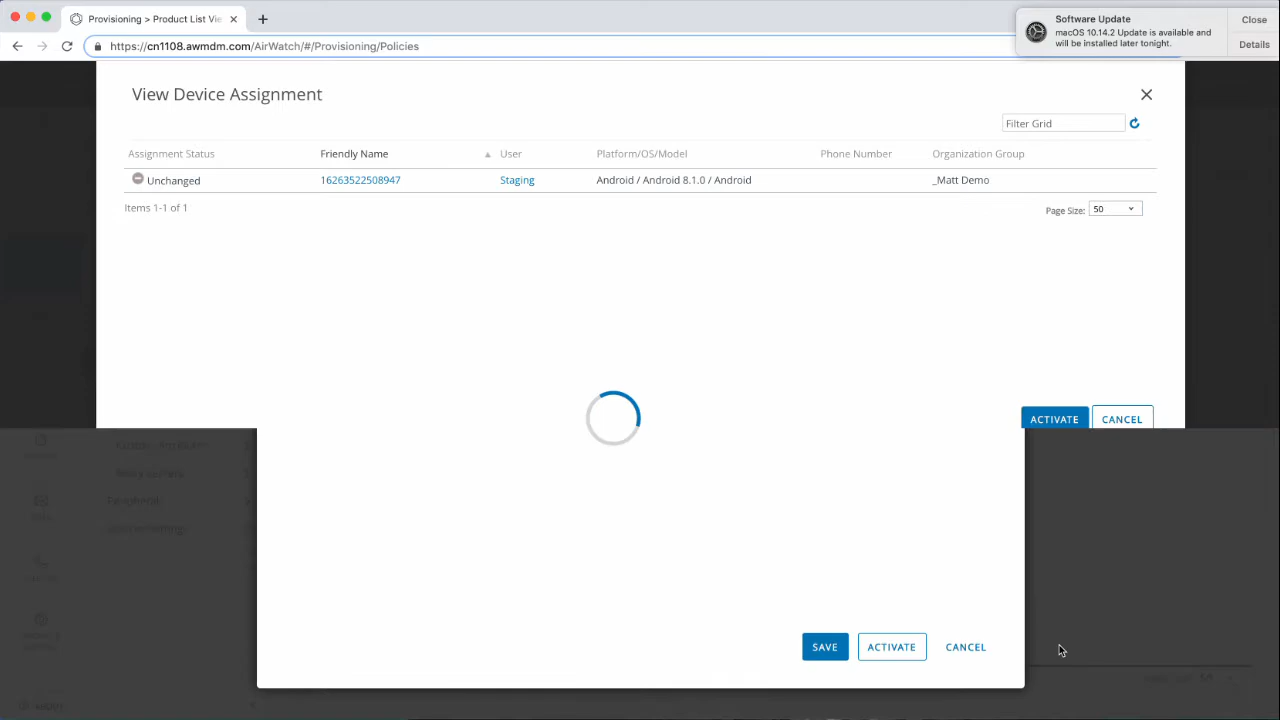 Provisioning > Product List Vie
Software Update
macOS 10.14.2 Update is available and
will be installed later tonight.
Close
Details
https://cn1108.awmdm.com/AirWatch/#/Provisioning/Policies
View Device Assignment
Filter Grid
Assignment Status Friendly Name User Platform/OS/Model Phone Number Organization Group
Unchanged 16263522508947 Staging Android / Android 8.1.0 / Android _Matt Demo
Items 1-1 of 1
Page Size: 50
ACTIVATE CANCEL
Peripherals
SAVE ACTIVATE CANCEL